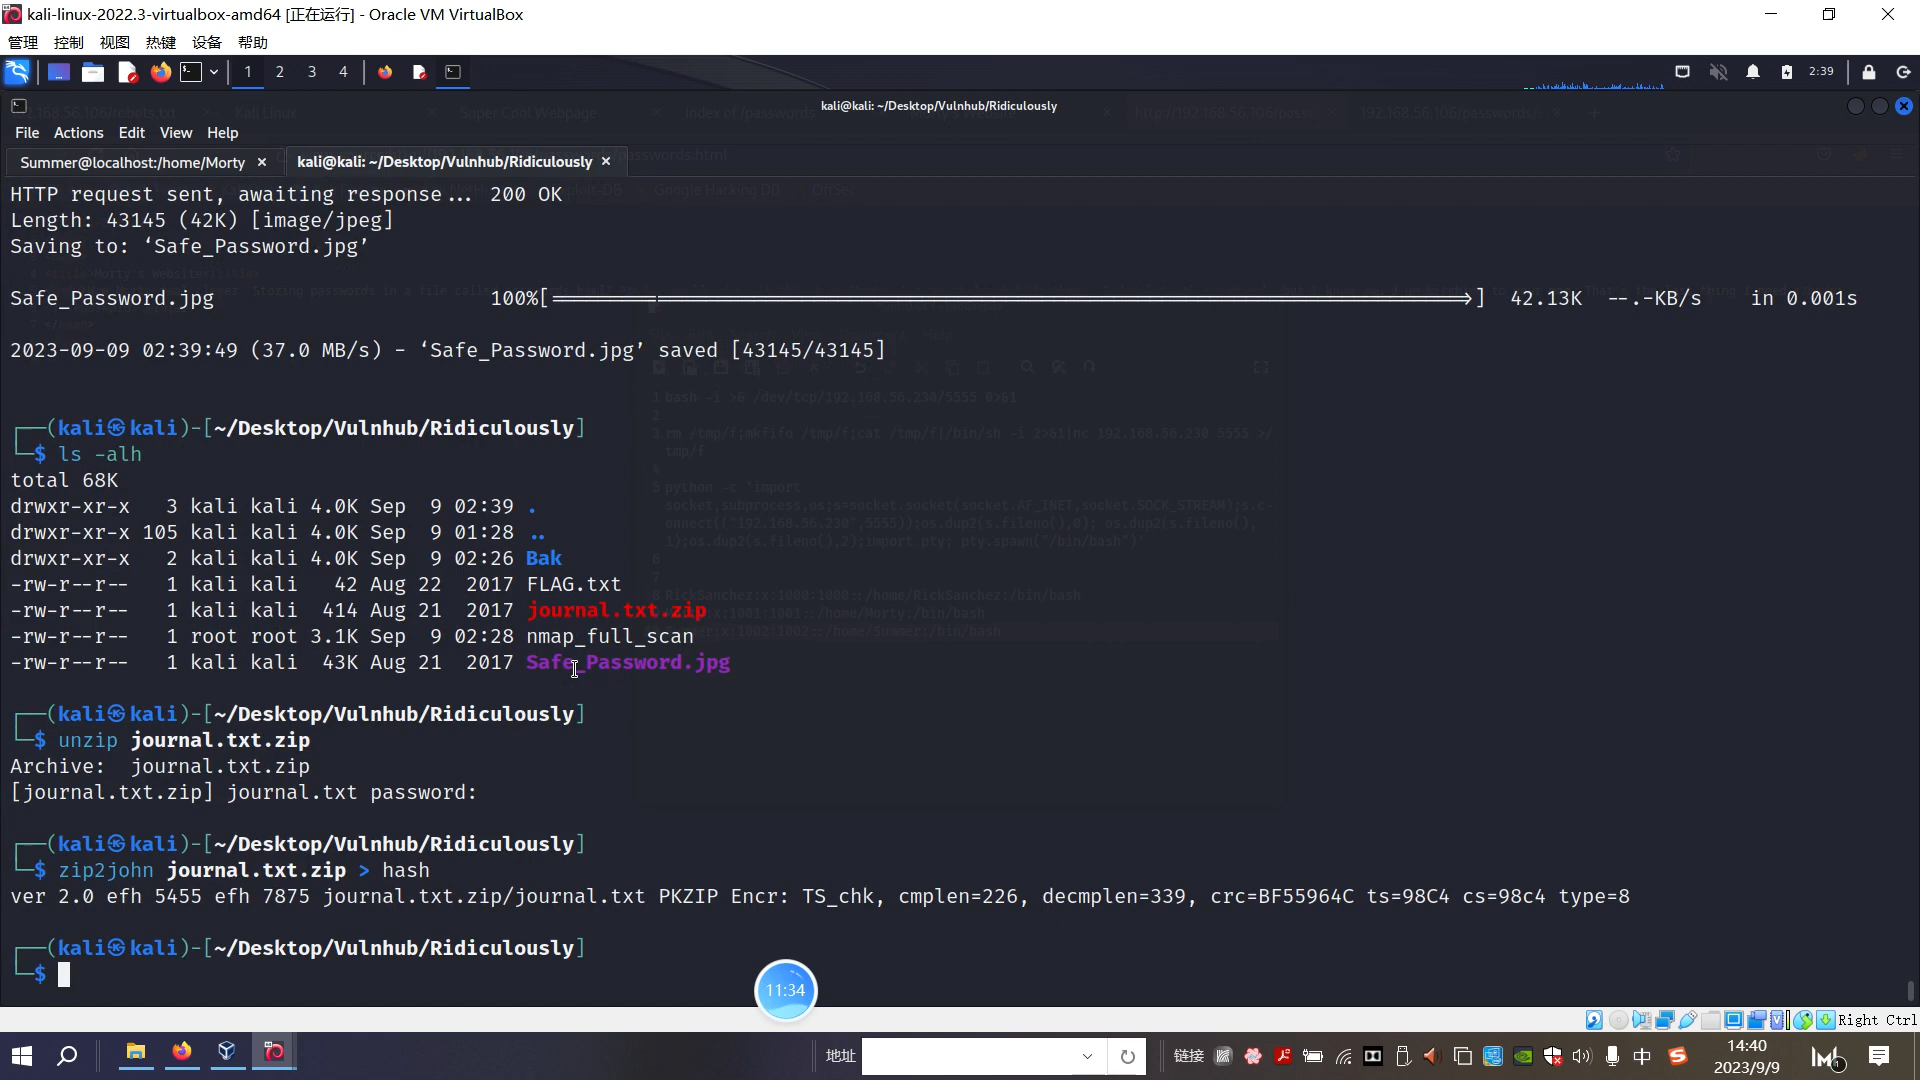 kali-linux-2022.3-virtualbox-amd64 [正在运行] - Oracle VM VirtualBox
管理 控制 视图 热键 设备 帮助
1 2 3 4 2:39
kali@kali: ~/Desktop/Vulnhub/Ridiculously
File Actions Edit View Help
Summer@localhost:/home/Morty × kali@kali: ~/Desktop/Vulnhub/Ridiculously ×
HTTP request sent, awaiting response... 200 OK
Length: 43145 (42K) [image/jpeg]
Saving to: ‘Safe_Password.jpg’
Safe_Password.jpg 100%[===================>] 42.13K --.-KB/s in 0.001s
2023-09-09 02:39:49 (37.0 MB/s) - ‘Safe_Password.jpg’ saved [43145/43145]
┌──(kali㉿kali)-[~/Desktop/Vulnhub/Ridiculously]
└─$ ls -alh
total 68K
drwxr-xr-x 3 kali kali 4.0K Sep 9 02:39 .
drwxr-xr-x 105 kali kali 4.0K Sep 9 01:28 ..
drwxr-xr-x 2 kali kali 4.0K Sep 9 02:26 Bak
-rw-r--r-- 1 kali kali 42 Aug 22 2017 FLAG.txt
-rw-r--r-- 1 kali kali 414 Aug 21 2017 journal.txt.zip
-rw-r--r-- 1 root root 3.1K Sep 9 02:28 nmap_full_scan
-rw-r--r-- 1 kali kali 43K Aug 21 2017 Safe_Password.jpg
┌──(kali㉿kali)-[~/Desktop/Vulnhub/Ridiculously]
└─$ unzip journal.txt.zip
Archive: journal.txt.zip
[journal.txt.zip] journal.txt password:
┌──(kali㉿kali)-[~/Desktop/Vulnhub/Ridiculously]
└─$ zip2john journal.txt.zip > hash
ver 2.0 efh 5455 efh 7875 journal.txt.zip/journal.txt PKZIP Encr: TS_chk, cmplen=226, decmplen=339, crc=BF55964C ts=98C4 cs=98c4 type=8
┌──(kali㉿kali)-[~/Desktop/Vulnhub/Ridiculously]
└─$
11:34
Right Ctrl
地址 链接 中 14:40
2023/9/9